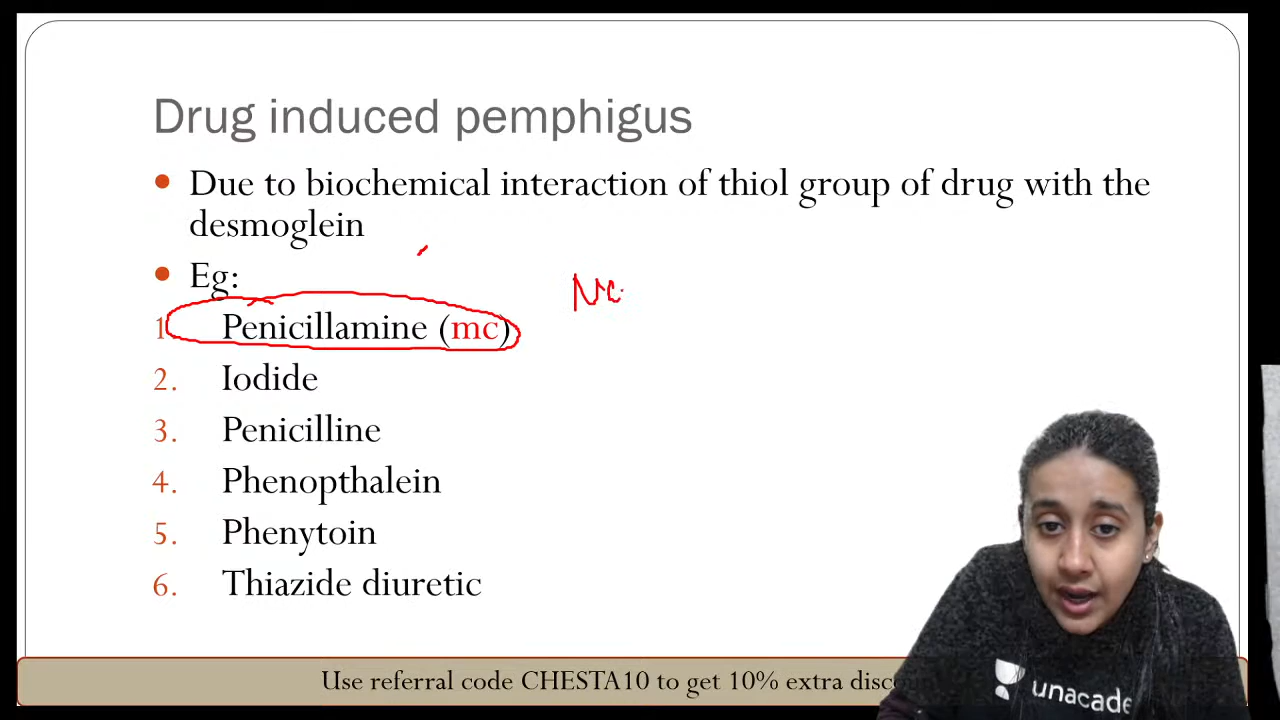 Drug induced pemphigus
• Due to biochemical interaction of thiol group of drug with the
desmoglein
• Eg:
Mc
1 Penicillamine (mc)
2. Iodide
3. Penicilline
4. Phenopthalein
5. Phenytoin
6. Thiazide diuretic
Use referral code CHESTA10 to get 10% extra disco
unacade